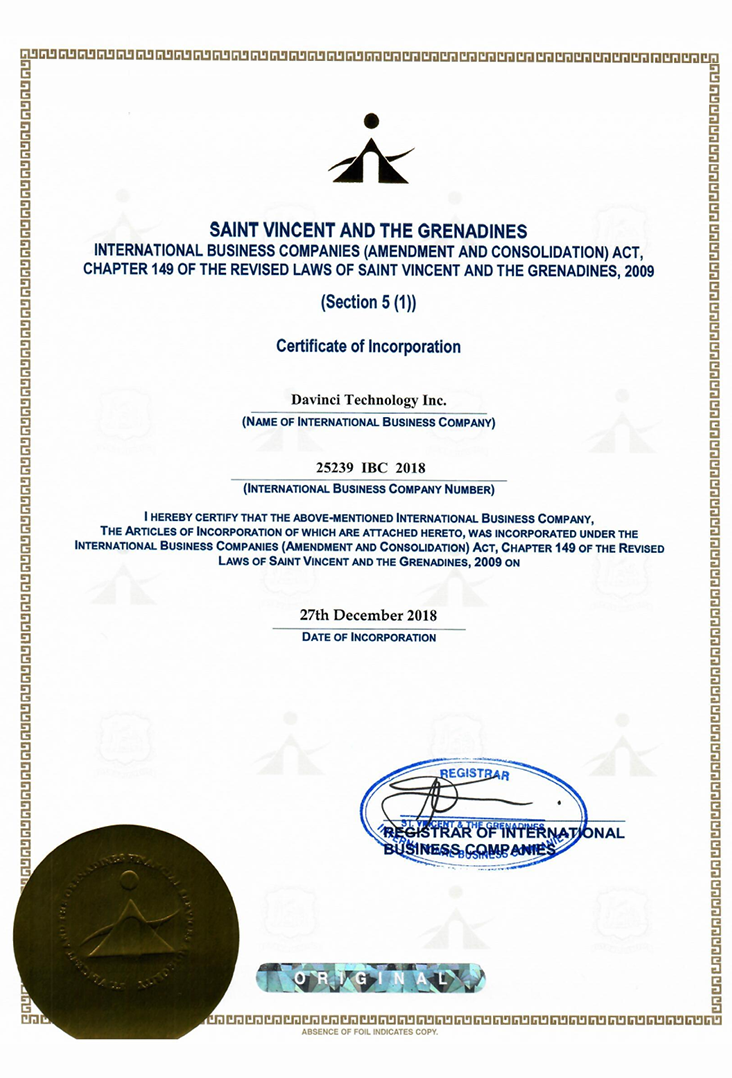 SAINT VINCENT AND THE GRENADINES
INTERNATIONAL BUSINESS COMPANIES (AMENDMENT AND CONSOLIDATION) ACT,
CHAPTER 149 OF THE REVISED LAWS OF SAINT VINCENT AND THE GRENADINES, 2009
(Section 5 (1))
Certificate of Incorporation
Davinci Technology Inc.
(NAME OF INTERNATIONAL BUSINESS COMPANY)
25239 IBC 2018
(INTERNATIONAL BUSINESS COMPANY NUMBER)
I HEREBY CERTIFY THAT THE ABOVE-MENTIONED INTERNATIONAL BUSINESS COMPANY,
THE ARTICLES OF INCORPORATION OF WHICH ARE ATTACHED HERETO, WAS INCORPORATED UNDER THE
INTERNATIONAL BUSINESS COMPANIES (AMENDMENT AND CONSOLIDATION) ACT, CHAPTER 149 OF THE REVISED
LAWS OF SAINT VINCENT AND THE GRENADINES, 2009 ON
27th December 2018
DATE OF INCORPORATION
REGISTRAR
ST. VINCENT & THE GRENADINES
INTERNATIONAL BUSINESS COMPANIES
REGISTRAR OF INTERNATIONAL
BUSINESS COMPANIES
ORIGINAL
ABSENCE OF FOIL INDICATES COPY.